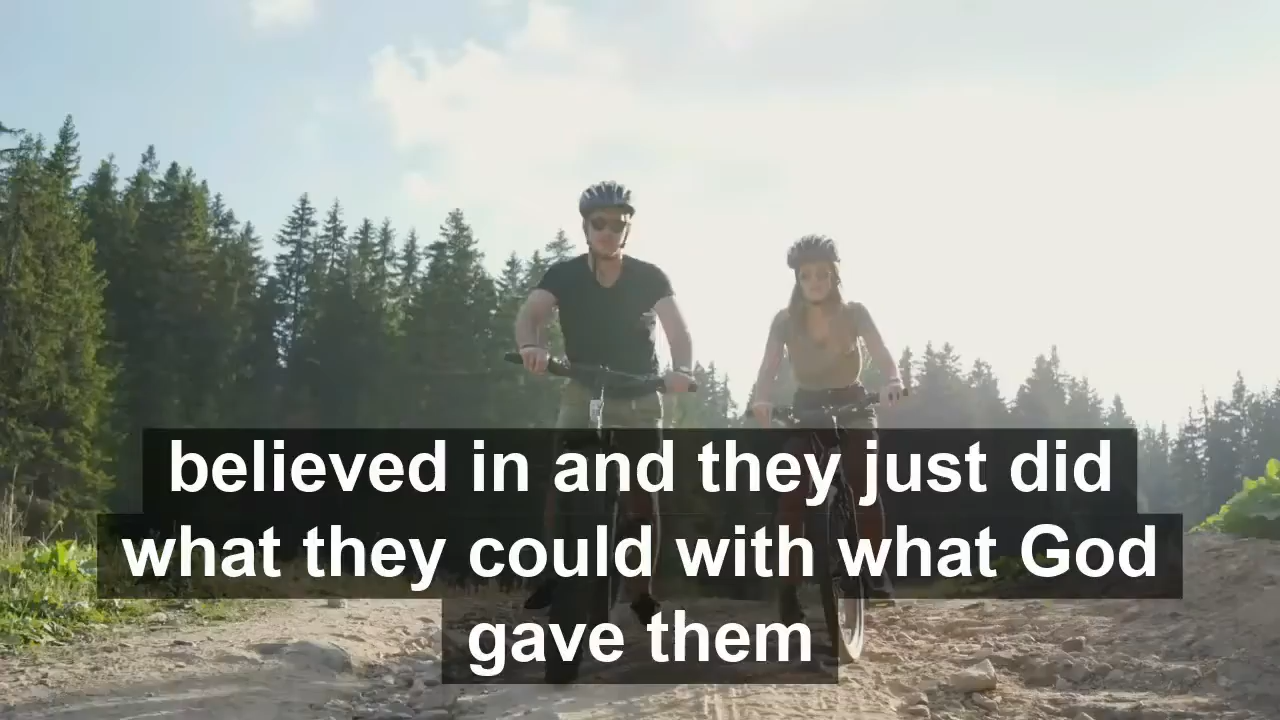 believed in and they just did
what they could with what God
gave them